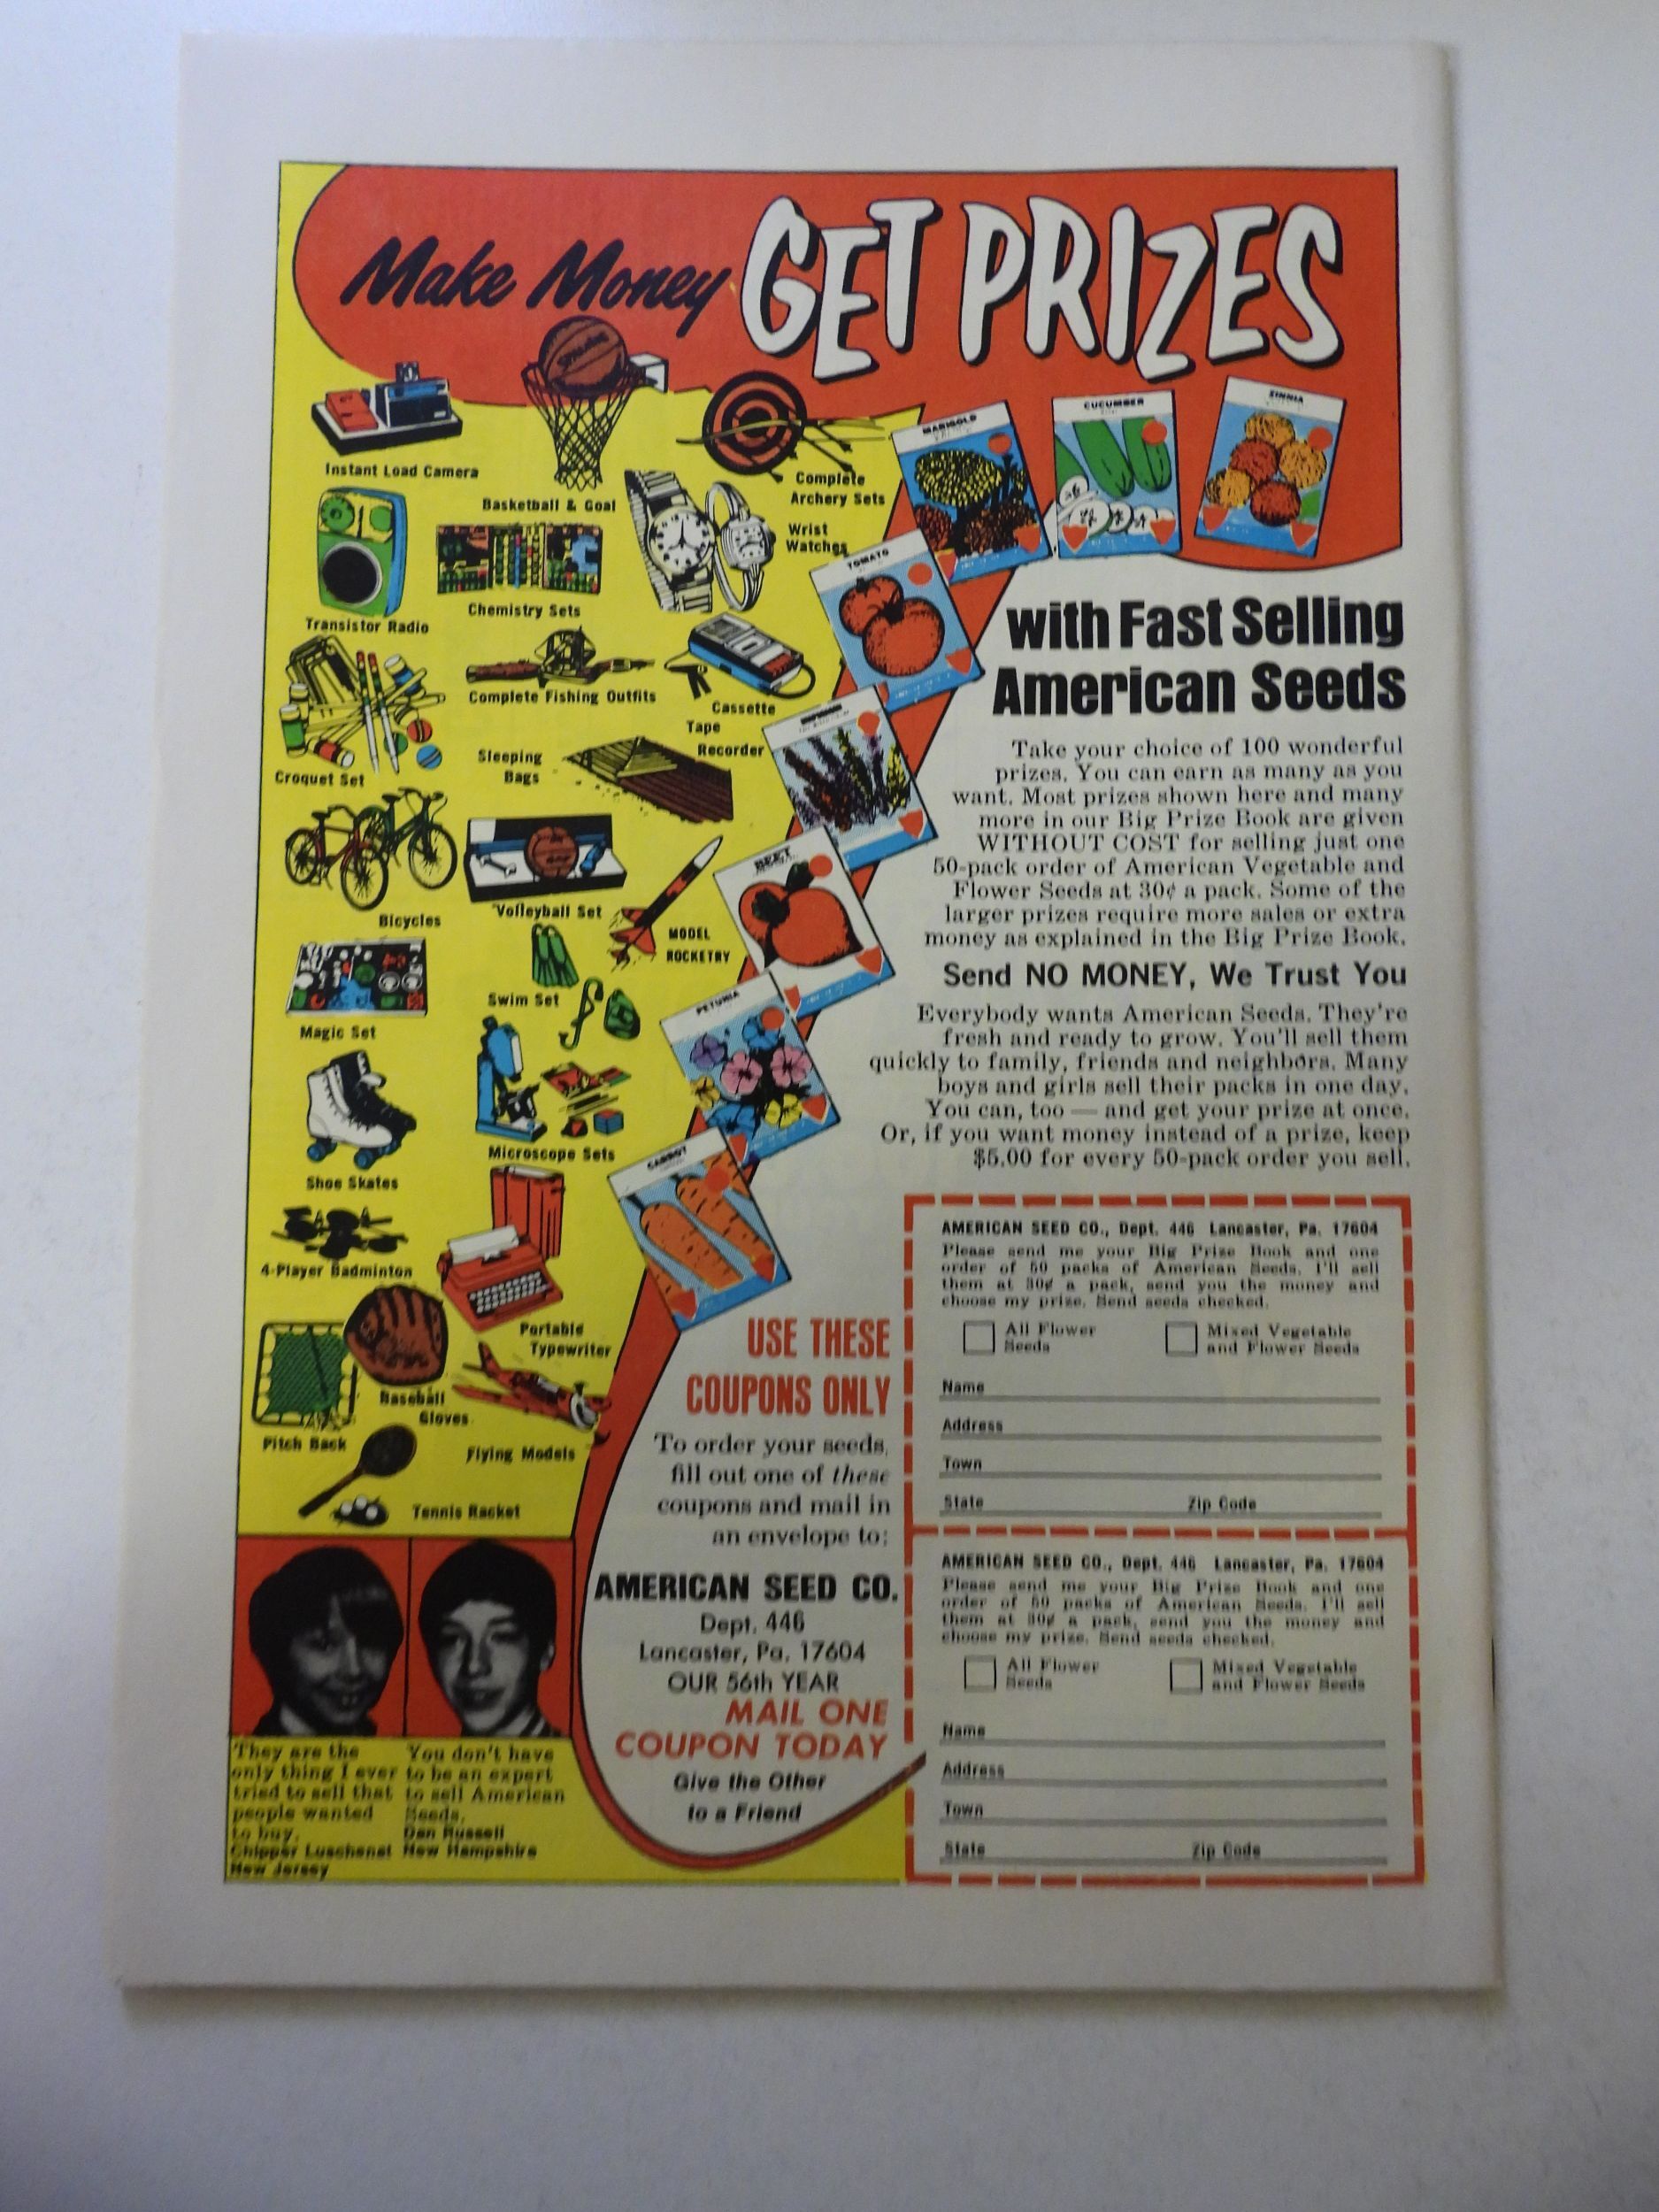 Make Money GET PRIZES
SPALDING
Instant Load Camera
Basketball & Goal
Complete
Archery Sets
Wrist
Watches
Transistor Radio
Chemistry Sets
Complete Fishing Outfits
Cassette
Tape
Recorder
Croquet Set
Sleeping
Bags
Bicycles
Volleyball Set
MODEL
ROCKETRY
Magic Set
Swim Set
Shoe Skates
Microscope Sets
4-Player Badminton
Portable
Typewriter
Pitch Back
Baseball
Gloves
Flying Models
Tennis Racket
MARIGOLD
CUCUMBER
ZINNIA
TOMATO
BEET
PETUNIA
CARROT
with Fast Selling
American Seeds
Take your choice of 100 wonderful
prizes. You can earn as many as you
want. Most prizes shown here and many
more in our Big Prize Book are given
WITHOUT COST for selling just one
50-pack order of American Vegetable and
Flower Seeds at 30¢ a pack. Some of the
larger prizes require more sales or extra
money as explained in the Big Prize Book.
Send NO MONEY, We Trust You
Everybody wants American Seeds. They're
fresh and ready to grow. You'll sell them
quickly to family, friends and neighbors. Many
boys and girls sell their packs in one day.
You can, too — and get your prize at once.
Or, if you want money instead of a prize, keep
$5.00 for every 50-pack order you sell.
USE THESE
COUPONS ONLY
To order your seeds,
fill out one of these
coupons and mail in
an envelope to:
AMERICAN SEED CO.
Dept. 446
Lancaster, Pa. 17604
OUR 56th YEAR
MAIL ONE
COUPON TODAY
Give the Other
to a Friend
They are the
only thing I ever
tried to sell that
people wanted
to buy.
Chipper Luschenat
New Jersey
You don't have
to be an expert
to sell American
Seeds.
Dan Russell
New Hampshire
AMERICAN SEED CO., Dept. 446 Lancaster, Pa. 17604
Please send me your Big Prize Book and one
order of 50 packs of American Seeds. I'll sell
them at 30¢ a pack, send you the money and
choose my prize. Send seeds checked.
All Flower
Seeds
Mixed Vegetable
and Flower Seeds
Name
Address
Town
State Zip Code
AMERICAN SEED CO., Dept. 446 Lancaster, Pa. 17604
Please send me your Big Prize Book and one
order of 50 packs of American Seeds. I'll sell
them at 30¢ a pack, send you the money and
choose my prize. Send seeds checked.
All Flower
Seeds
Mixed Vegetable
and Flower Seeds
Name
Address
Town
State Zip Code